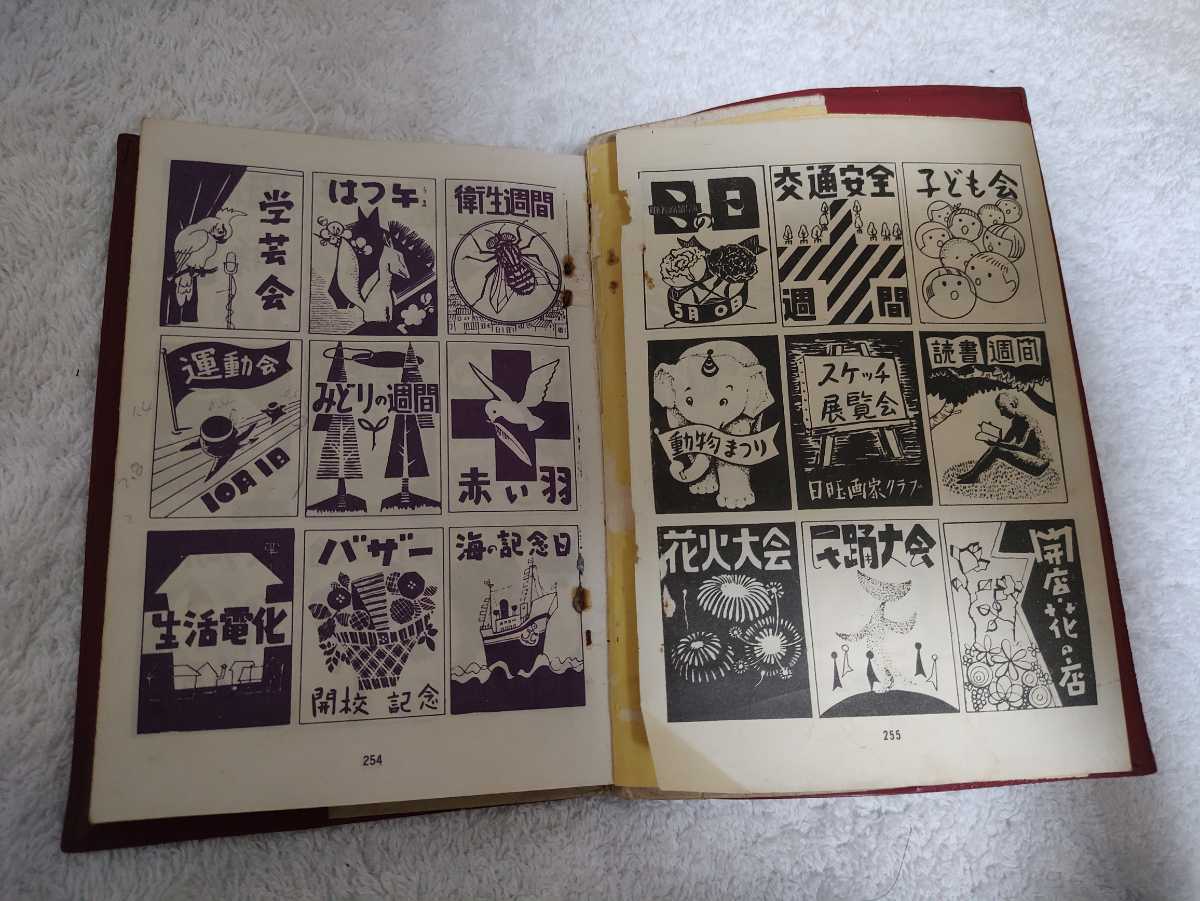 学芸会
はつ午
衛生週間
運動会
10月1日
みどりの週間
赤い羽
生活電化
バザー
開校 記念
海の記念日
254
母の日
5月 0日
交通安全
週間
子ども会
動物まつり
スケッチ
展覧会
画家クラブ
読書週間
花火大会
民踊大会
開店花の店
255